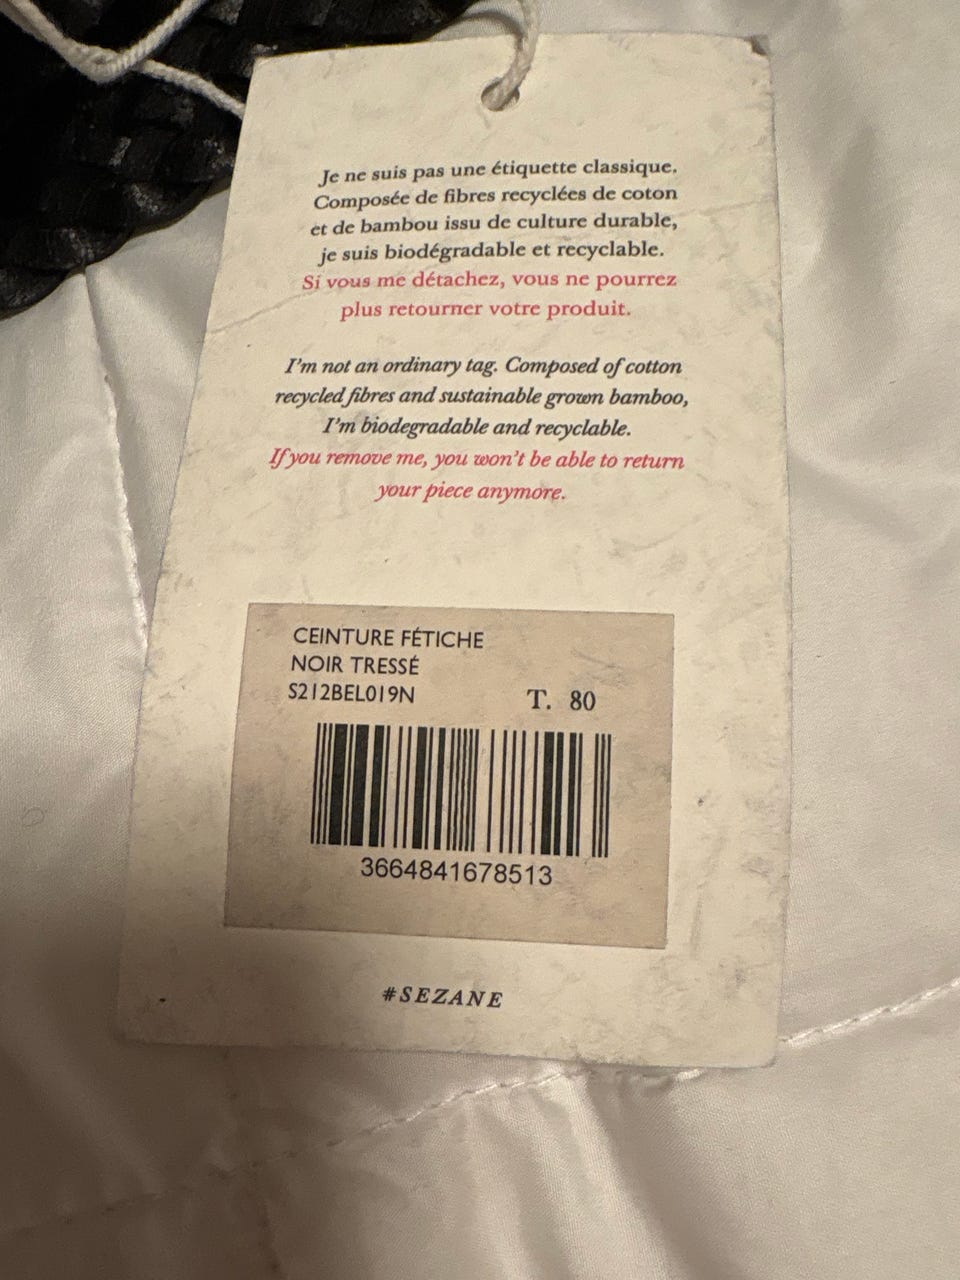 Je ne suis pas une étiquette classique.
Composée de fibres recyclées de coton
et de bambou issu de culture durable,
je suis biodégradable et recyclable.
Si vous me détachez, vous ne pourrez
plus retourner votre produit.
I'm not an ordinary tag. Composed of cotton
recycled fibres and sustainable grown bamboo,
I'm biodegradable and recyclable.
If you remove me, you won't be able to return
your piece anymore.
CEINTURE FÉTICHE
NOIR TRESSÉ
S212BEL019N T. 80
3664841678513
#SEZANE